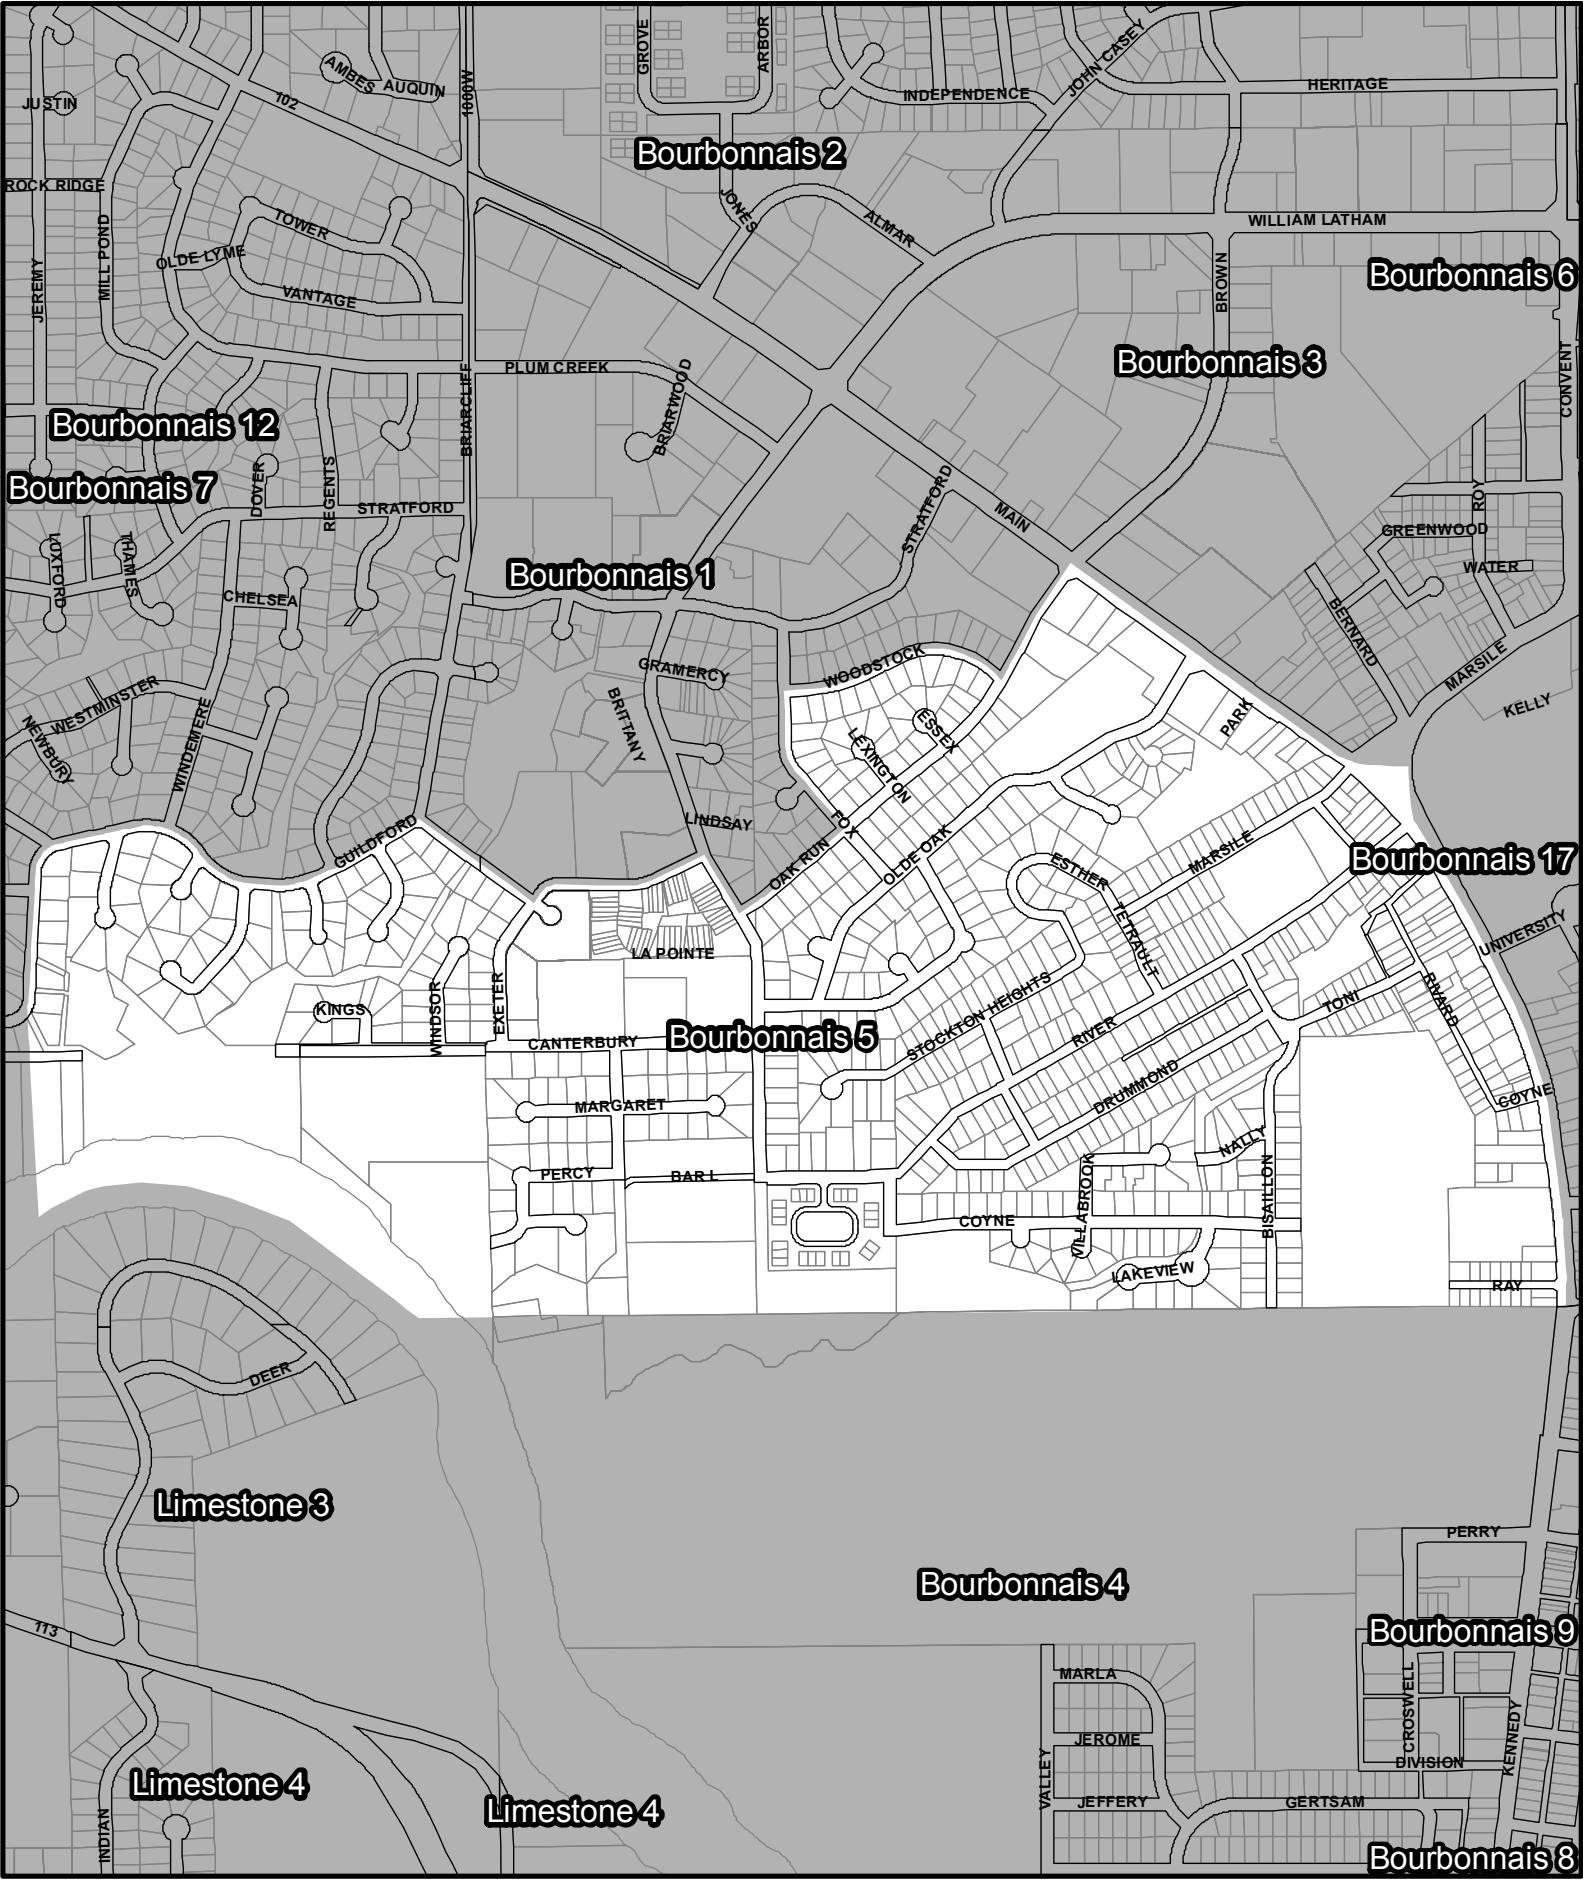 GROVE
ARBOR
JOHN CASEY
AMBES
AUQUIN
1000W
HERITAGE
INDEPENDENCE
JUSTIN
102
Bourbonnais 2
ROCK RIDGE
JONES
ALMAR
WILLIAM LATHAM
TOWER
MILL POND
OLDE LYME
JEREMY
VANTAGE
BROWN
Bourbonnais 6
Bourbonnais 3
CONVENT
PLUM CREEK
BRIARWOOD
BRIARCLIFF
Bourbonnais 12
Bourbonnais 7
DOVER
REGENTS
STRATFORD
STRATFORD
MAIN
ROY
GREENWOOD
WATER
LUXFORD
THAMES
CHELSEA
Bourbonnais 1
BERNARD
MARSILE
KELLY
GRAMERCY
WOODSTOCK
WESTMINSTER
NEWBURY
WINDEMERE
BRITTANY
ESSEX
LEXINGTON
PARK
LINDSAY
GUILDFORD
FOX
OAK RUN
OLDE OAK
ESTHER
MARSILE
Bourbonnais 17
TETRAULT
UNIVERSITY
LA POINTE
KINGS
WINDSOR
EXETER
CANTERBURY
Bourbonnais 5
STOCKTON HEIGHTS
RIVER
TONI
RIVARD
DRUMMOND
COYNE
MARGARET
PERCY
BAR L
NALLY
VILLABROOK
BISAILLON
COYNE
LAKEVIEW
RAY
DEER
Limestone 3
PERRY
Bourbonnais 4
113
Bourbonnais 9
MARLA
CROSWELL
KENNEDY
JEROME
DIVISION
VALLEY
Limestone 4
Limestone 4
JEFFERY
GERTSAM
INDIAN
Bourbonnais 8